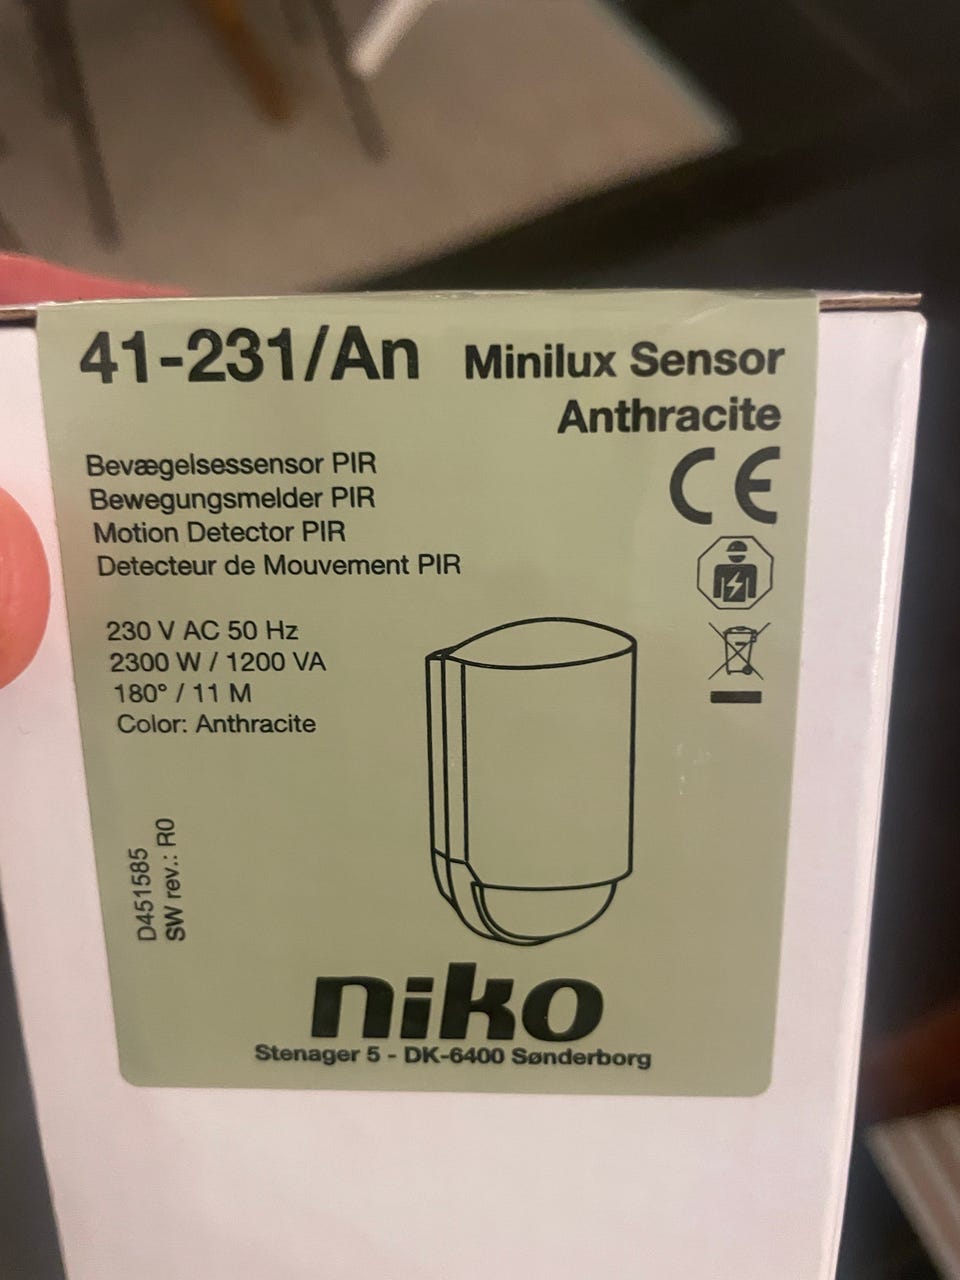 41-231/An Minilux Sensor
Anthracite
Bevægelsessensor PIR
Bewegungsmelder PIR
Motion Detector PIR
Detecteur de Mouvement PIR
CE
230 V AC 50 Hz
2300 W / 1200 VA
180° / 11 M
Color: Anthracite
D451585
SW rev.: R0
niko
Stenager 5 - DK-6400 Sønderborg